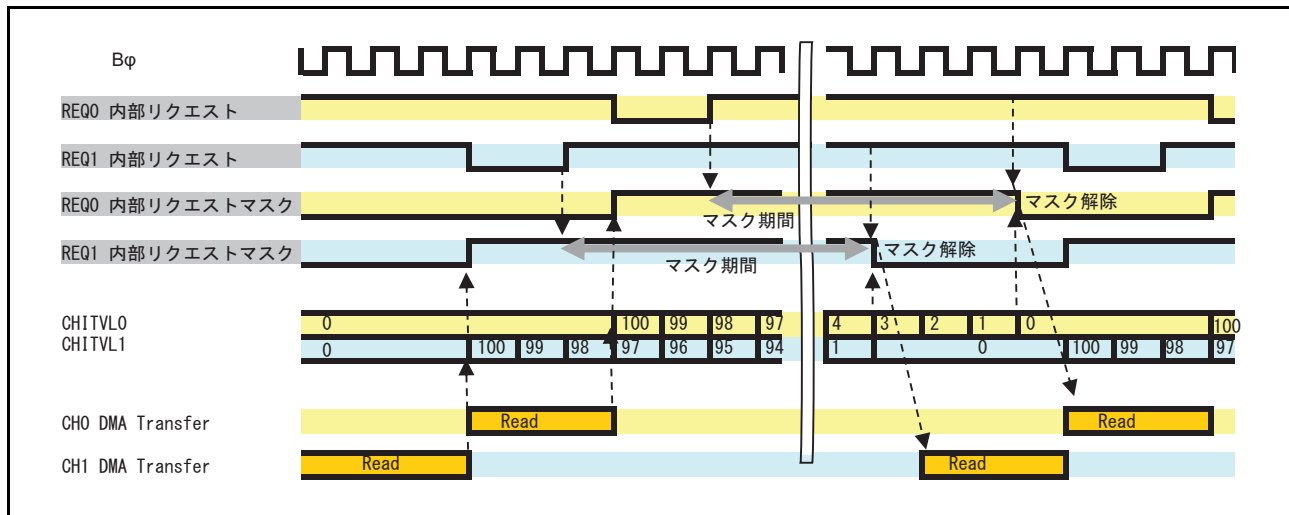 Bφ
REQ0 内部リクエスト
REQ1 内部リクエスト
REQ0 内部リクエストマスク
マスク解除
マスク期間
REQ1 内部リクエストマスク
マスク解除
マスク期間
CHITVL0 0 100 99 98 97 4 3 2 1 0 100
CHITVL1 0 100 99 98 97 96 95 94 1 0 100 99 98 97
CH0 DMA Transfer Read Read
CH1 DMA Transfer Read Read